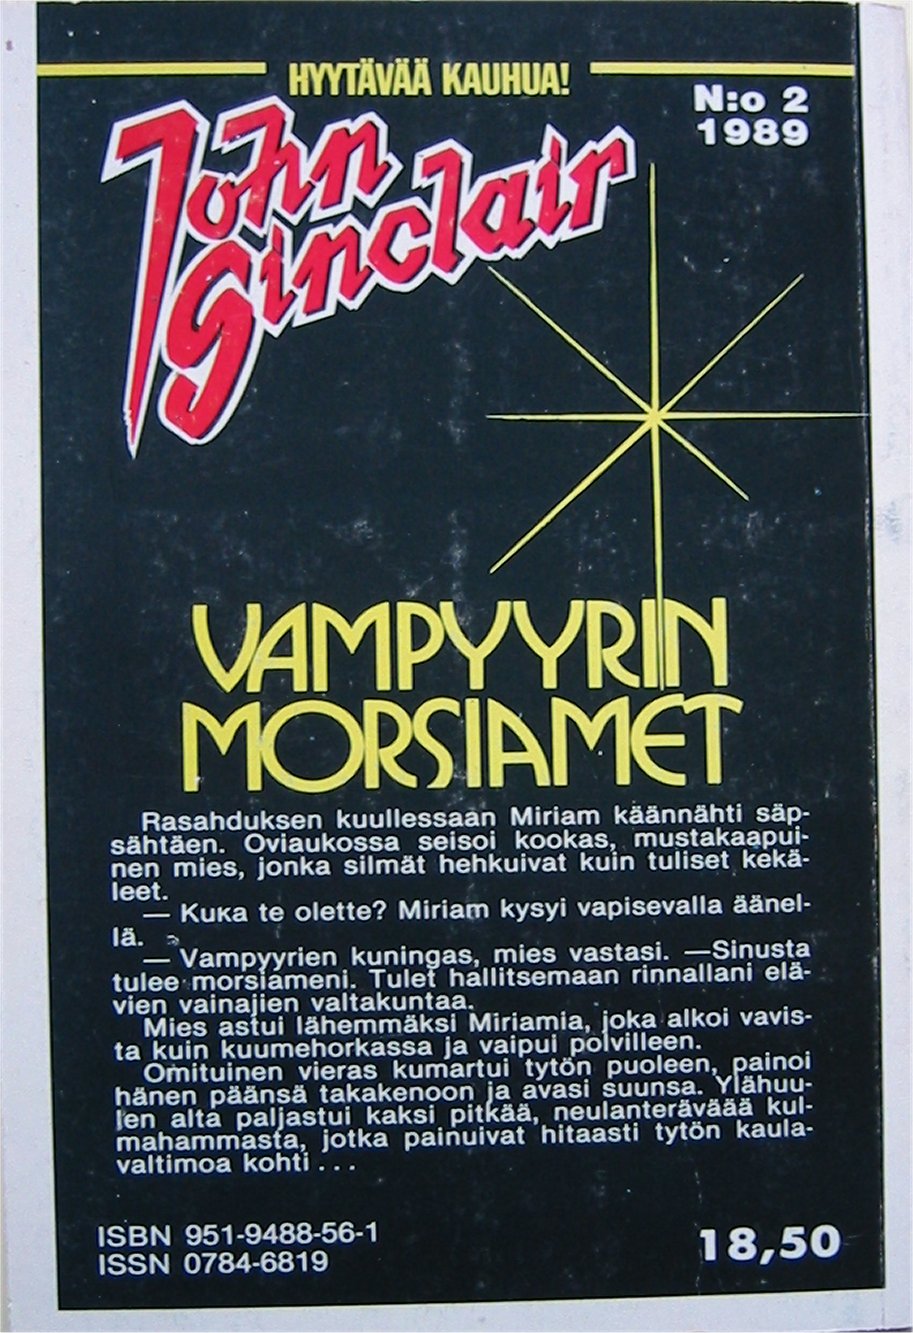 HYYTÄVÄÄ KAUHUA!
N:o 2
1989
John
Sinclair
VAMPYYRIN
MORSIAMET
Rasahduksen kuullessaan Miriam käännähti säp-
sähtäen. Oviaukossa seisoi kookas, mustakaapui-
nen mies, jonka silmät hehkuivat kuin tuliset kekä-
leet.
— Kuka te olette? Miriam kysyi vapisevalla äänel-
lä.
— Vampyyrien kuningas, mies vastasi. —Sinusta
tulee morsiameni. Tulet hallitsemaan rinnallani elä-
vien vainajien valtakuntaa.
Mies astui lähemmäksi Miriamia, joka alkoi vavis-
ta kuin kuumehorkassa ja vaipui polvilleen.
Omituinen vieras kumartui tytön puoleen, painoi
hänen päänsä takakenoon ja avasi suunsa. Ylähuu-
len alta paljastui kaksi pitkää, neulanterävääā kul-
mahammasta, jotka painuivat hitaasti tytön kaula-
valtimoa kohti . . .
ISBN 951-9488-56-1
ISSN 0784-6819
18,50